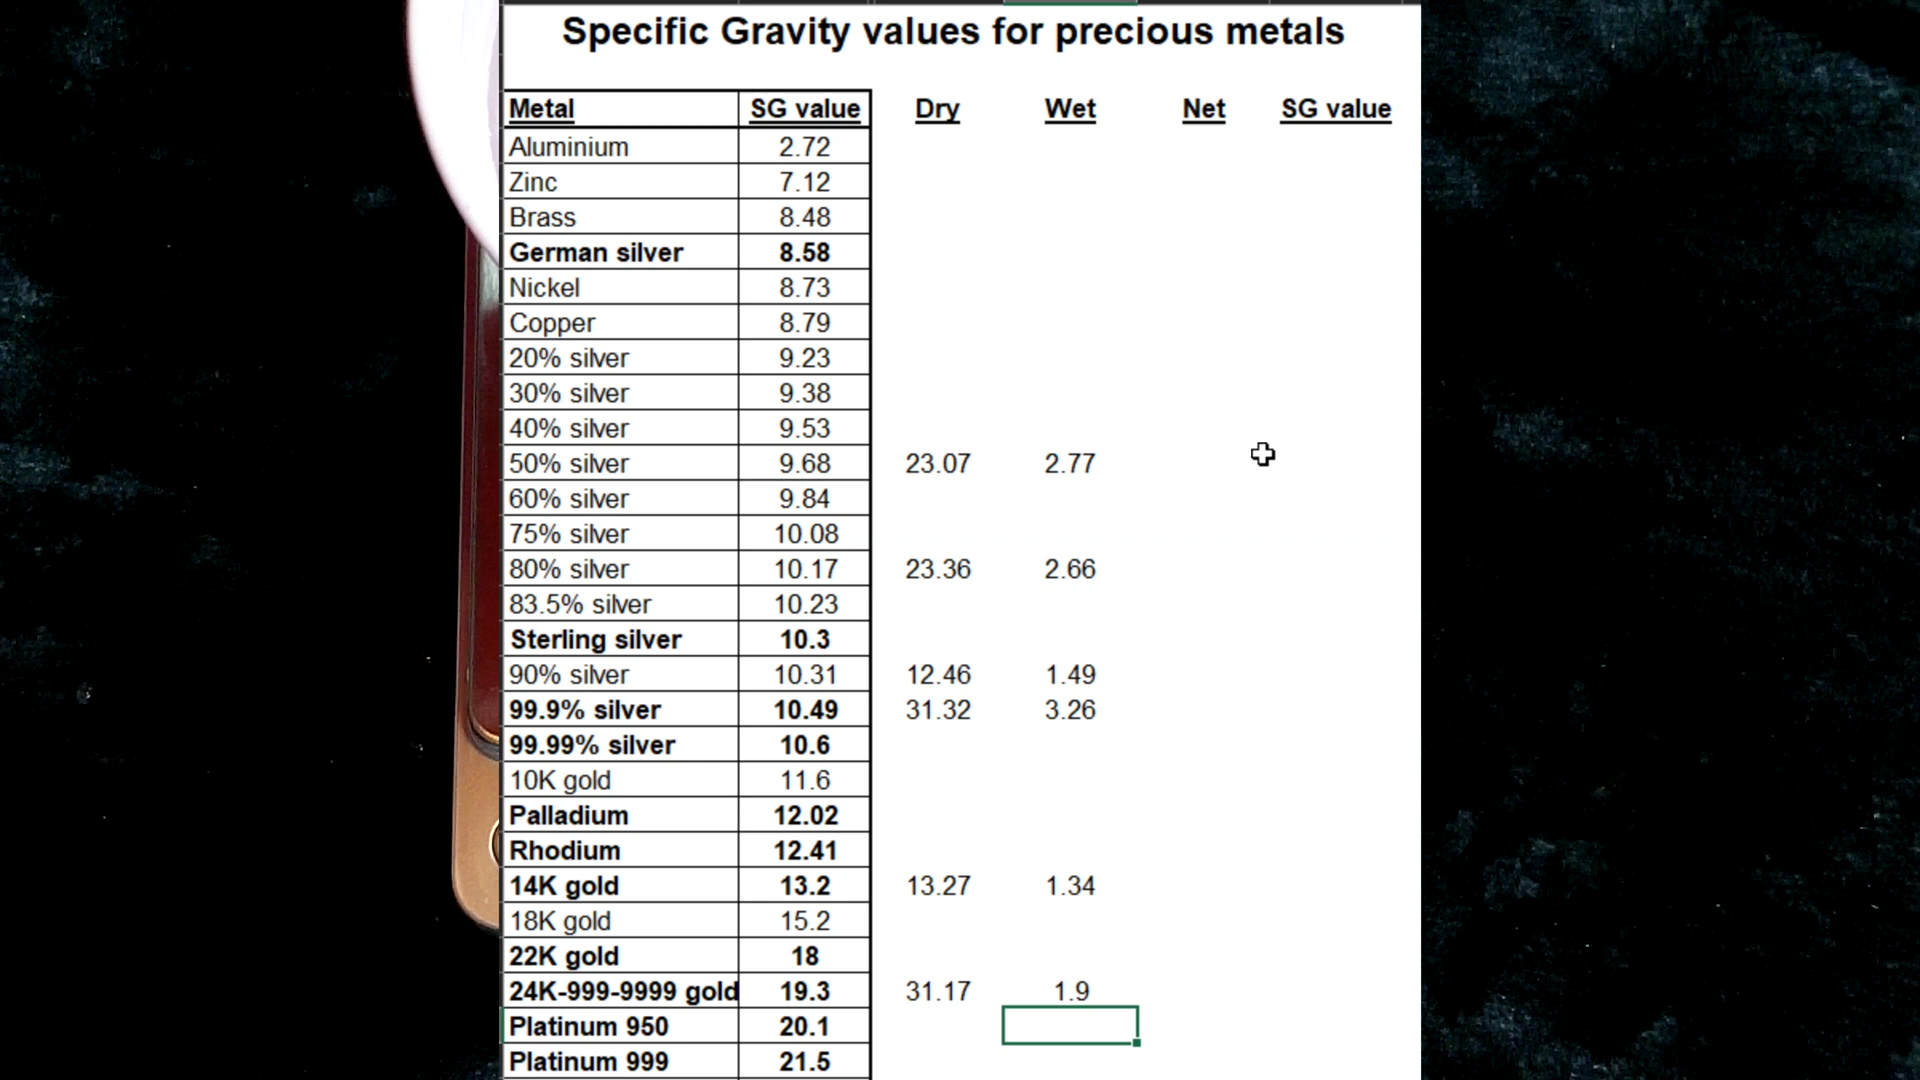 Specific Gravity values for precious metals
Metal SG value Dry Wet Net SG value
Aluminium 2.72
Zinc 7.12
Brass 8.48
German silver 8.58
Nickel 8.73
Copper 8.79
20% silver 9.23
30% silver 9.38
40% silver 9.53
50% silver 9.68 23.07 2.77
60% silver 9.84
75% silver 10.08
80% silver 10.17 23.36 2.66
83.5% silver 10.23
Sterling silver 10.3
90% silver 10.31 12.46 1.49
99.9% silver 10.49 31.32 3.26
99.99% silver 10.6
10K gold 11.6
Palladium 12.02
Rhodium 12.41
14K gold 13.2 13.27 1.34
18K gold 15.2
22K gold 18
24K-999-9999 gold 19.3 31.17 1.9
Platinum 950 20.1
Platinum 999 21.5